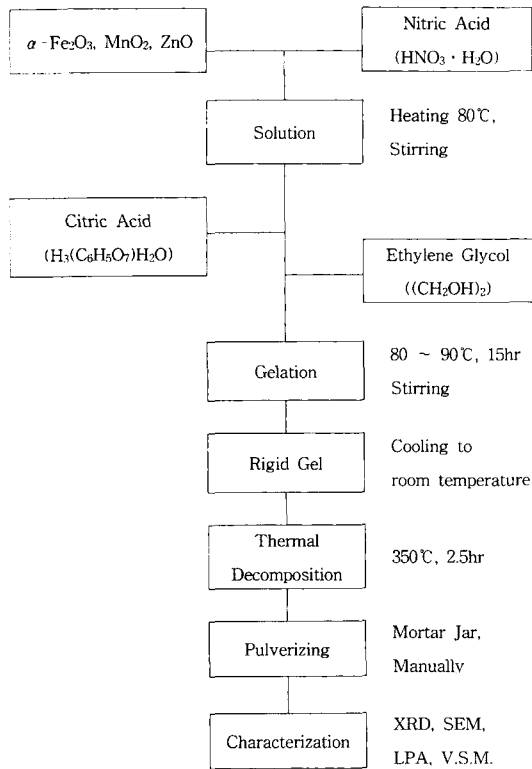 α-Fe₂O₃, MnO₂, ZnO
Nitric Acid
(HNO₃·H₂O)
Solution
Heating 80℃,
Stirring
Citric Acid
(H₃(C₆H₅O₇)H₂O)
Ethylene Glycol
((CH₂OH)₂)
Gelation
80 ~ 90℃, 15hr
Stirring
Rigid Gel
Cooling to
room temperature
Thermal
Decomposition
350℃, 2.5hr
Pulverizing
Mortar Jar,
Manually
Characterization
XRD, SEM,
LPA, V.S.M.